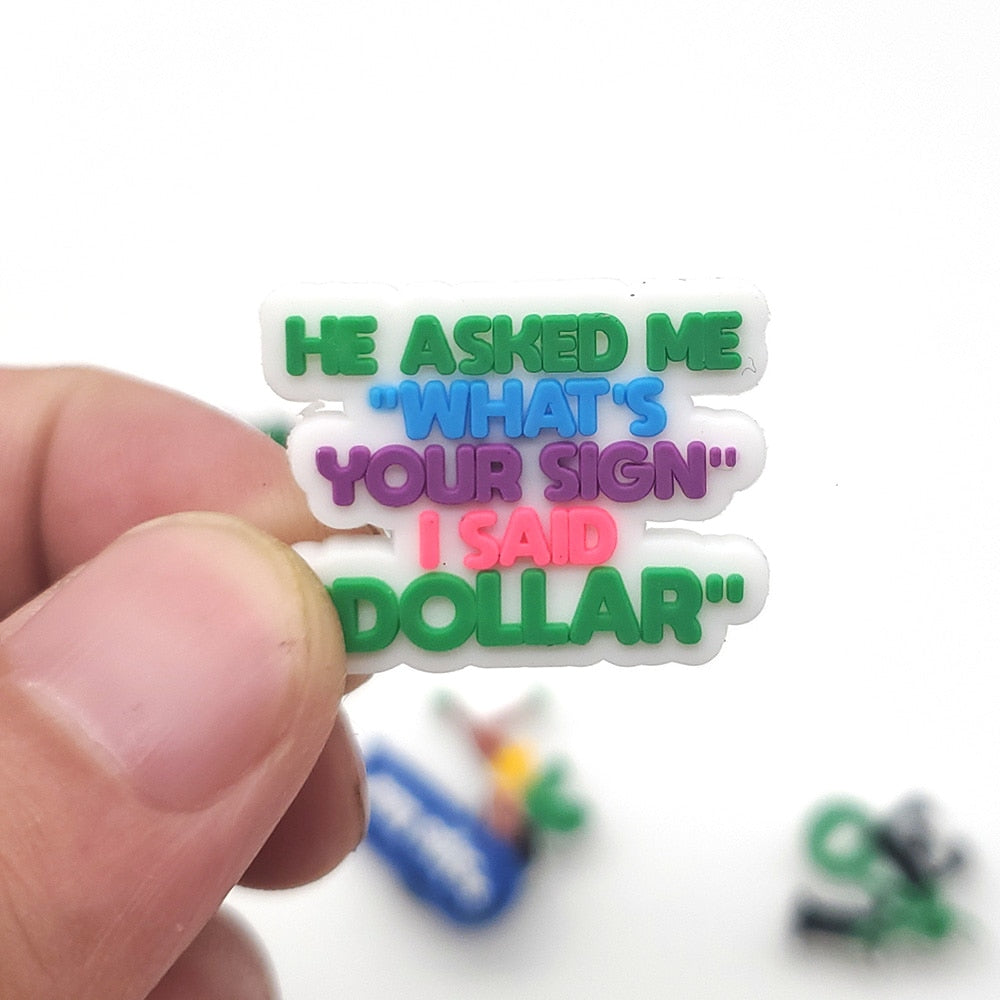 HE ASKED ME
"WHAT'S
YOUR SIGN"
I SAID
DOLLAR"